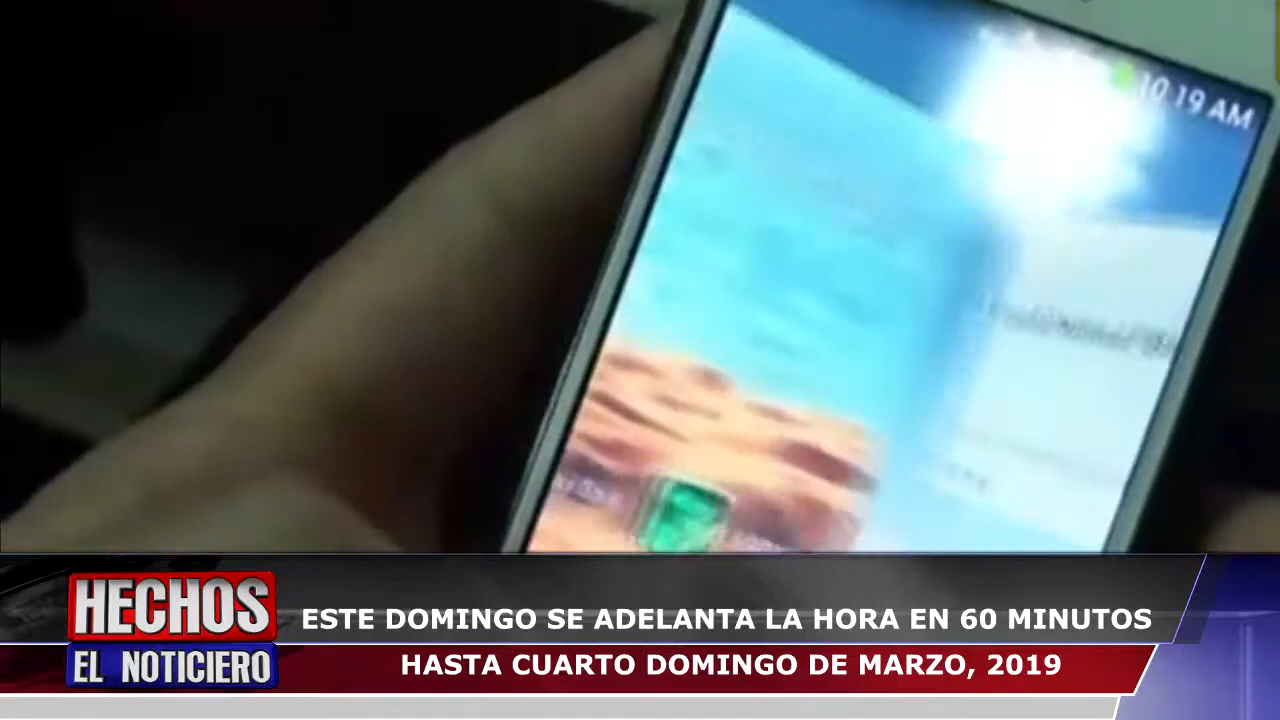 10 19 AM
HECHOS
EL NOTICIERO
ESTE DOMINGO SE ADELANTA LA HORA EN 60 MINUTOS
HASTA CUARTO DOMINGO DE MARZO, 2019